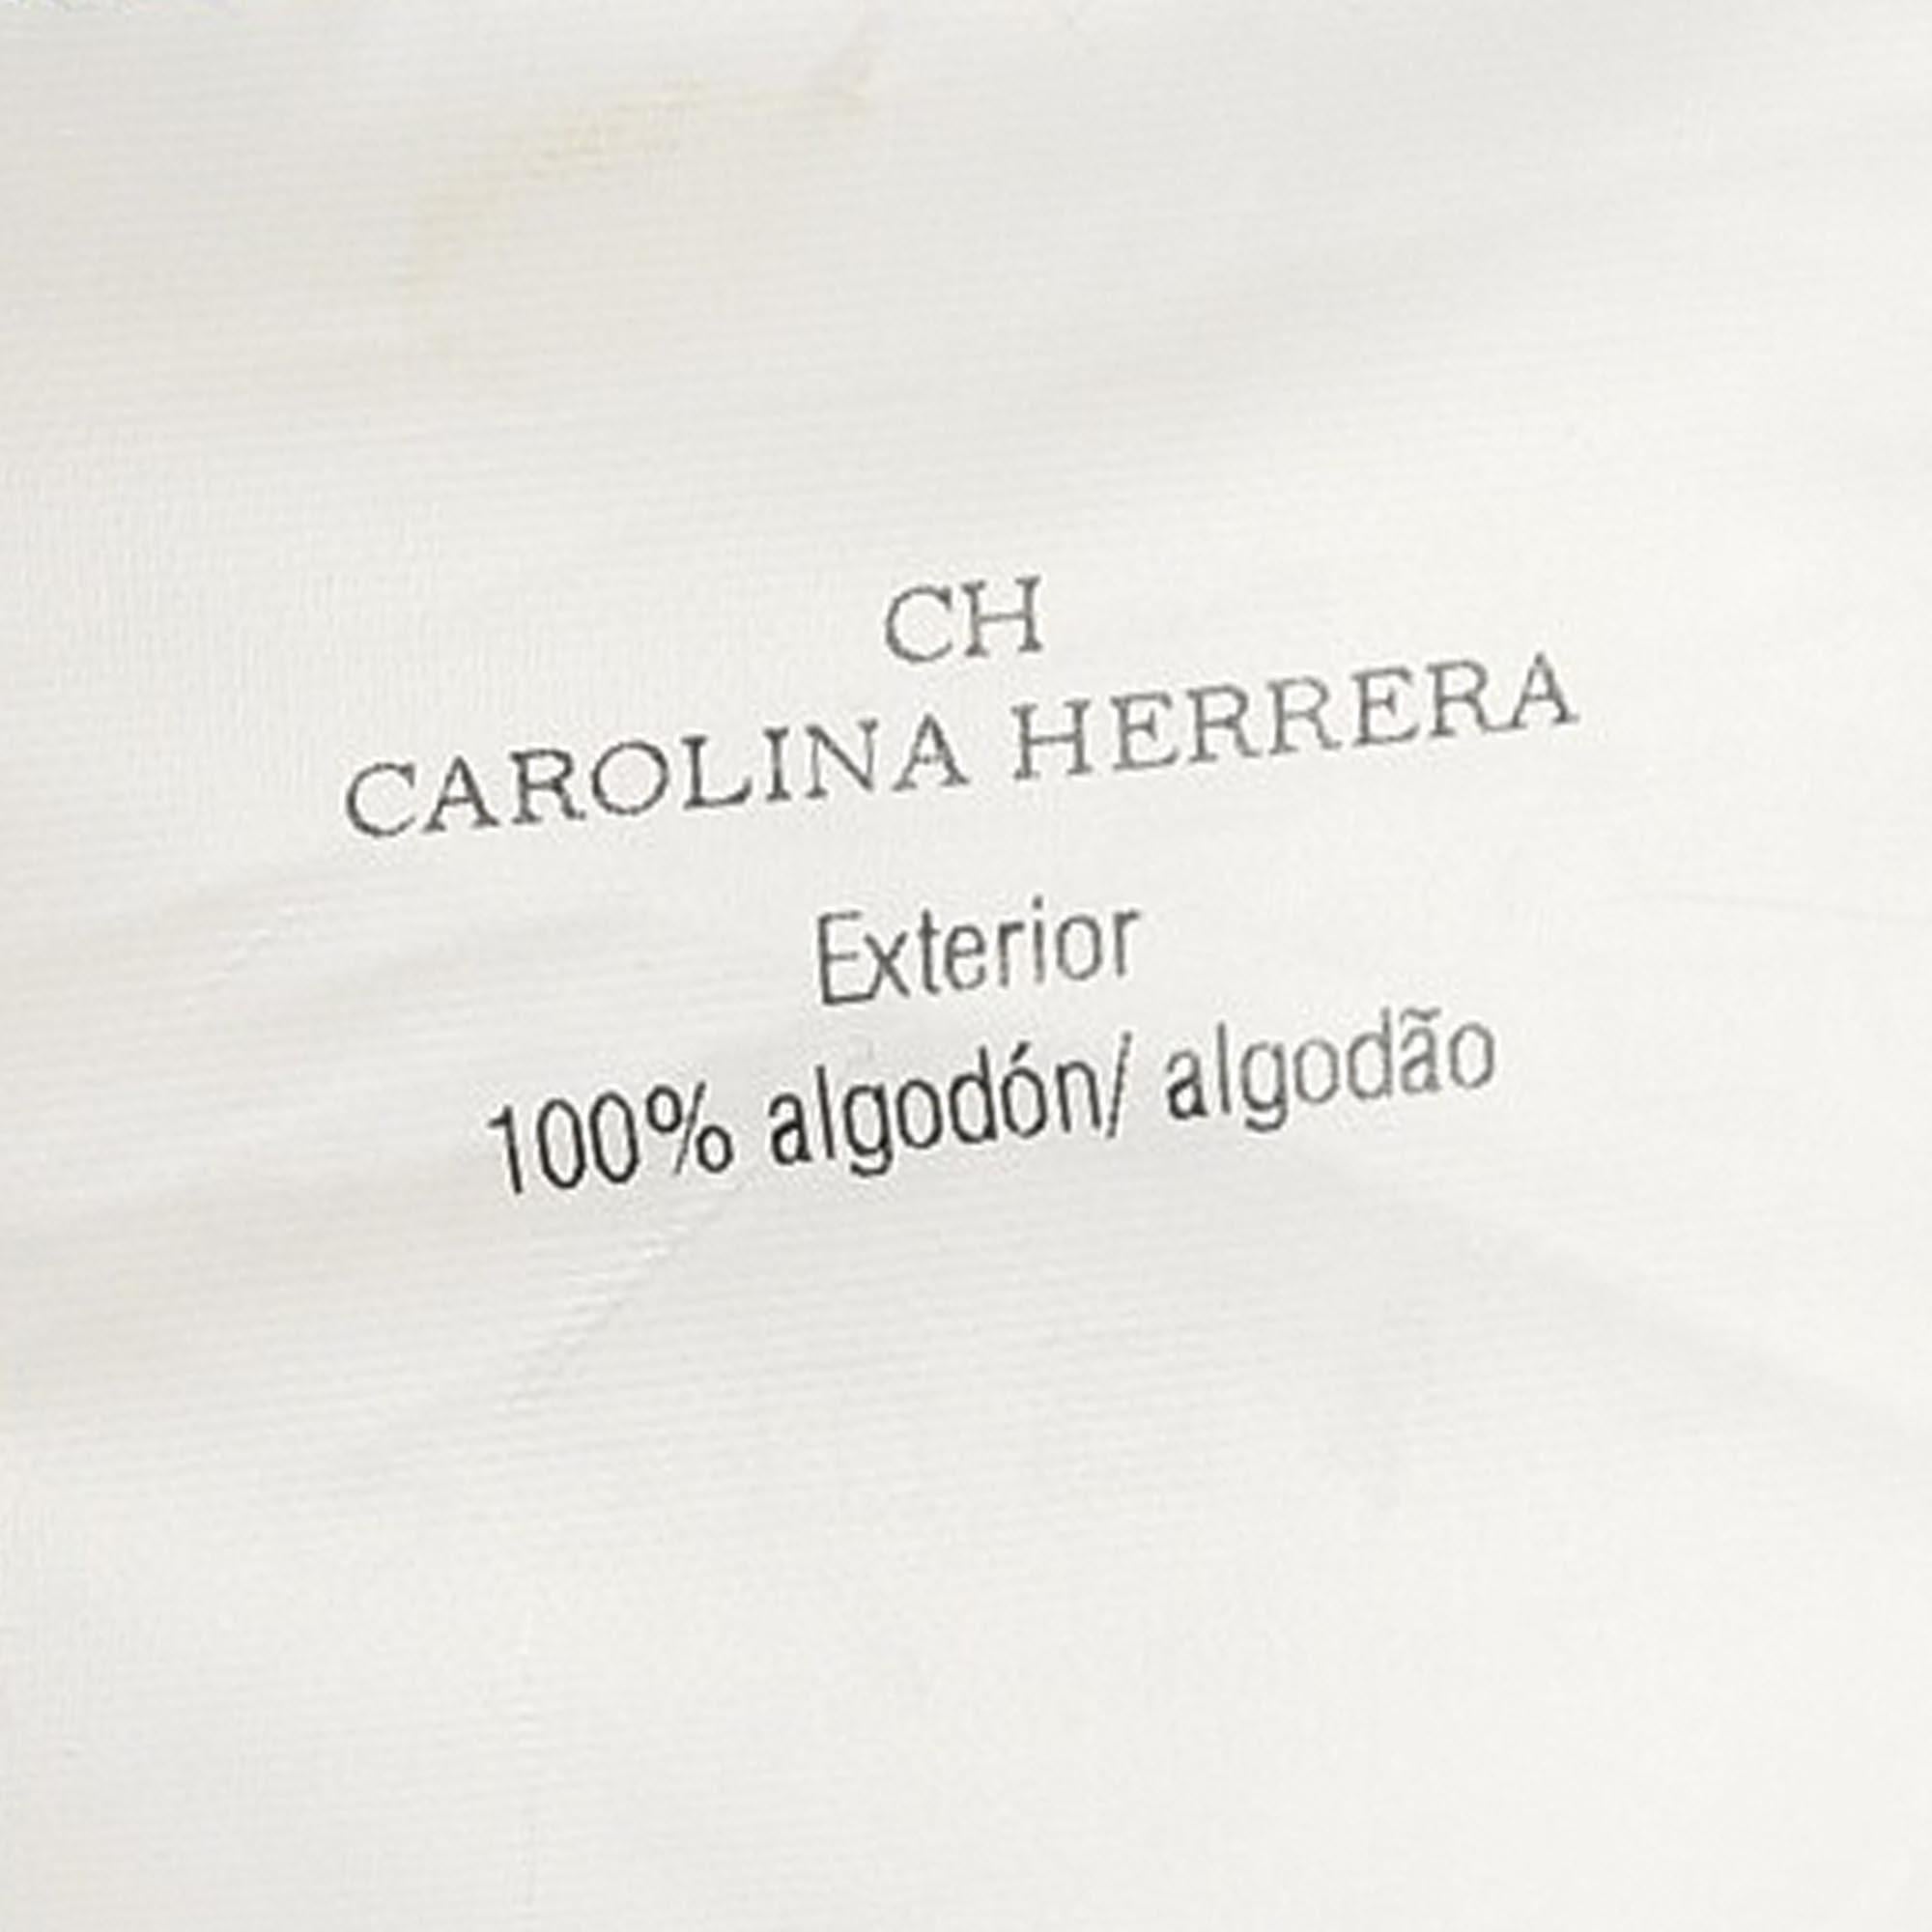 CH
CAROLINA HERRERA
Exterior
100% algodón/ algodão